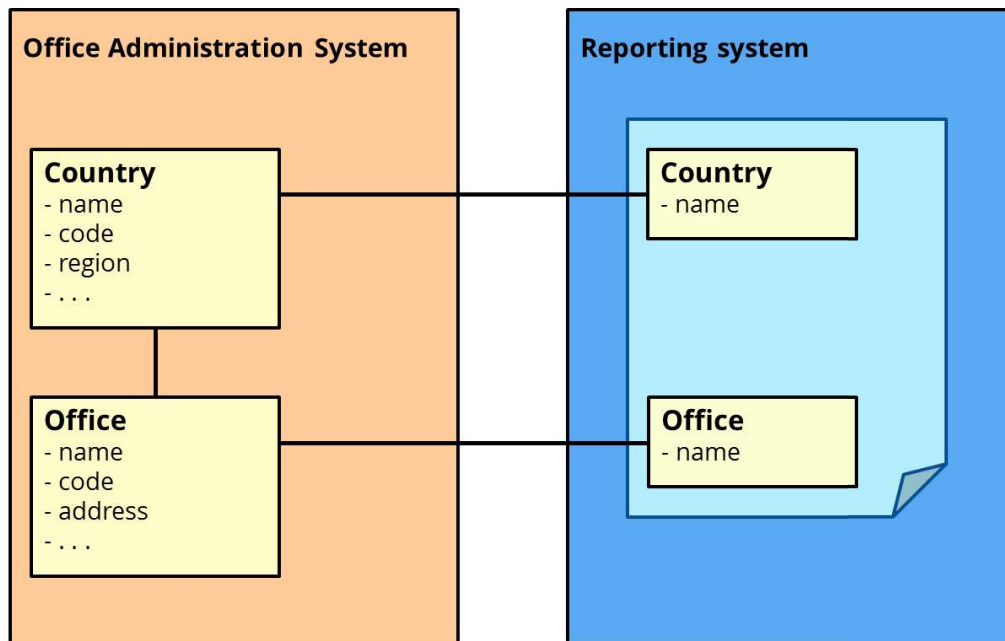 Office Administration System
Country
- name
- code
- region
- . . .
Office
- name
- code
- address
- . . .
Reporting system
Country
- name
Office
- name